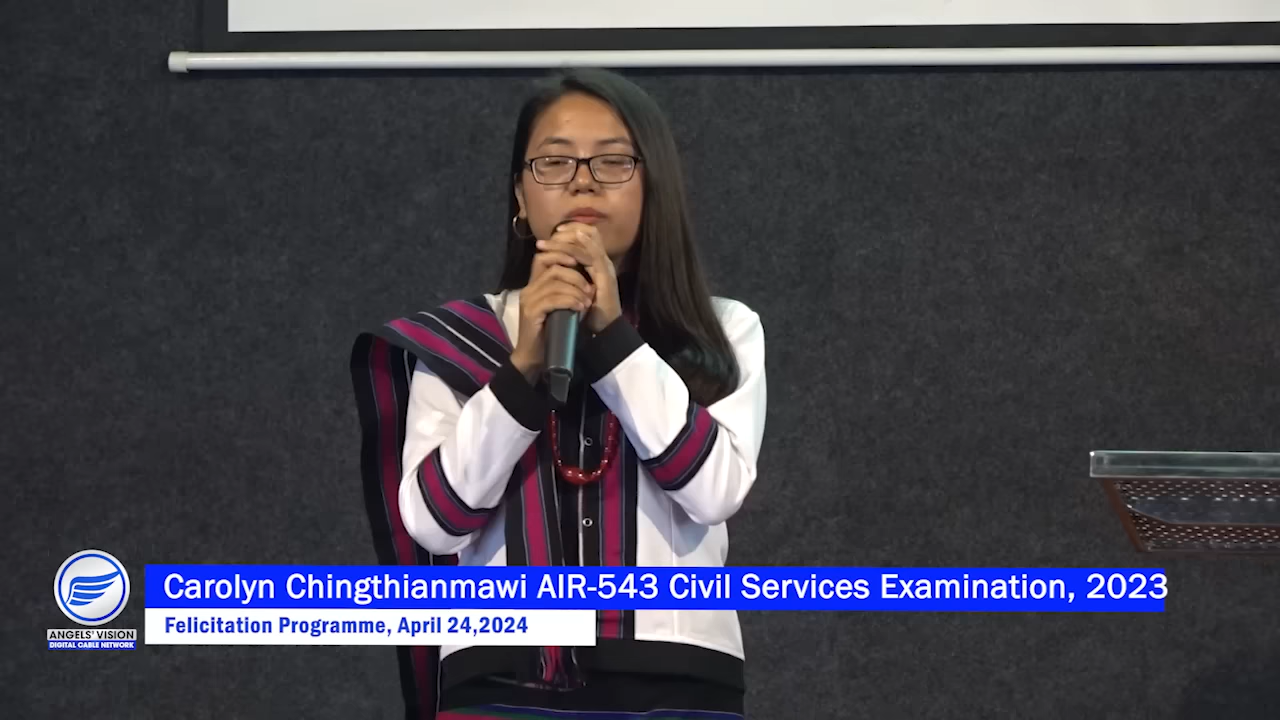 Carolyn Chingthianmawi AIR-543 Civil Services Examination, 2023
Felicitation Programme, April 24,2024
ANGELS' VISION
DIGITAL CABLE NETWORK